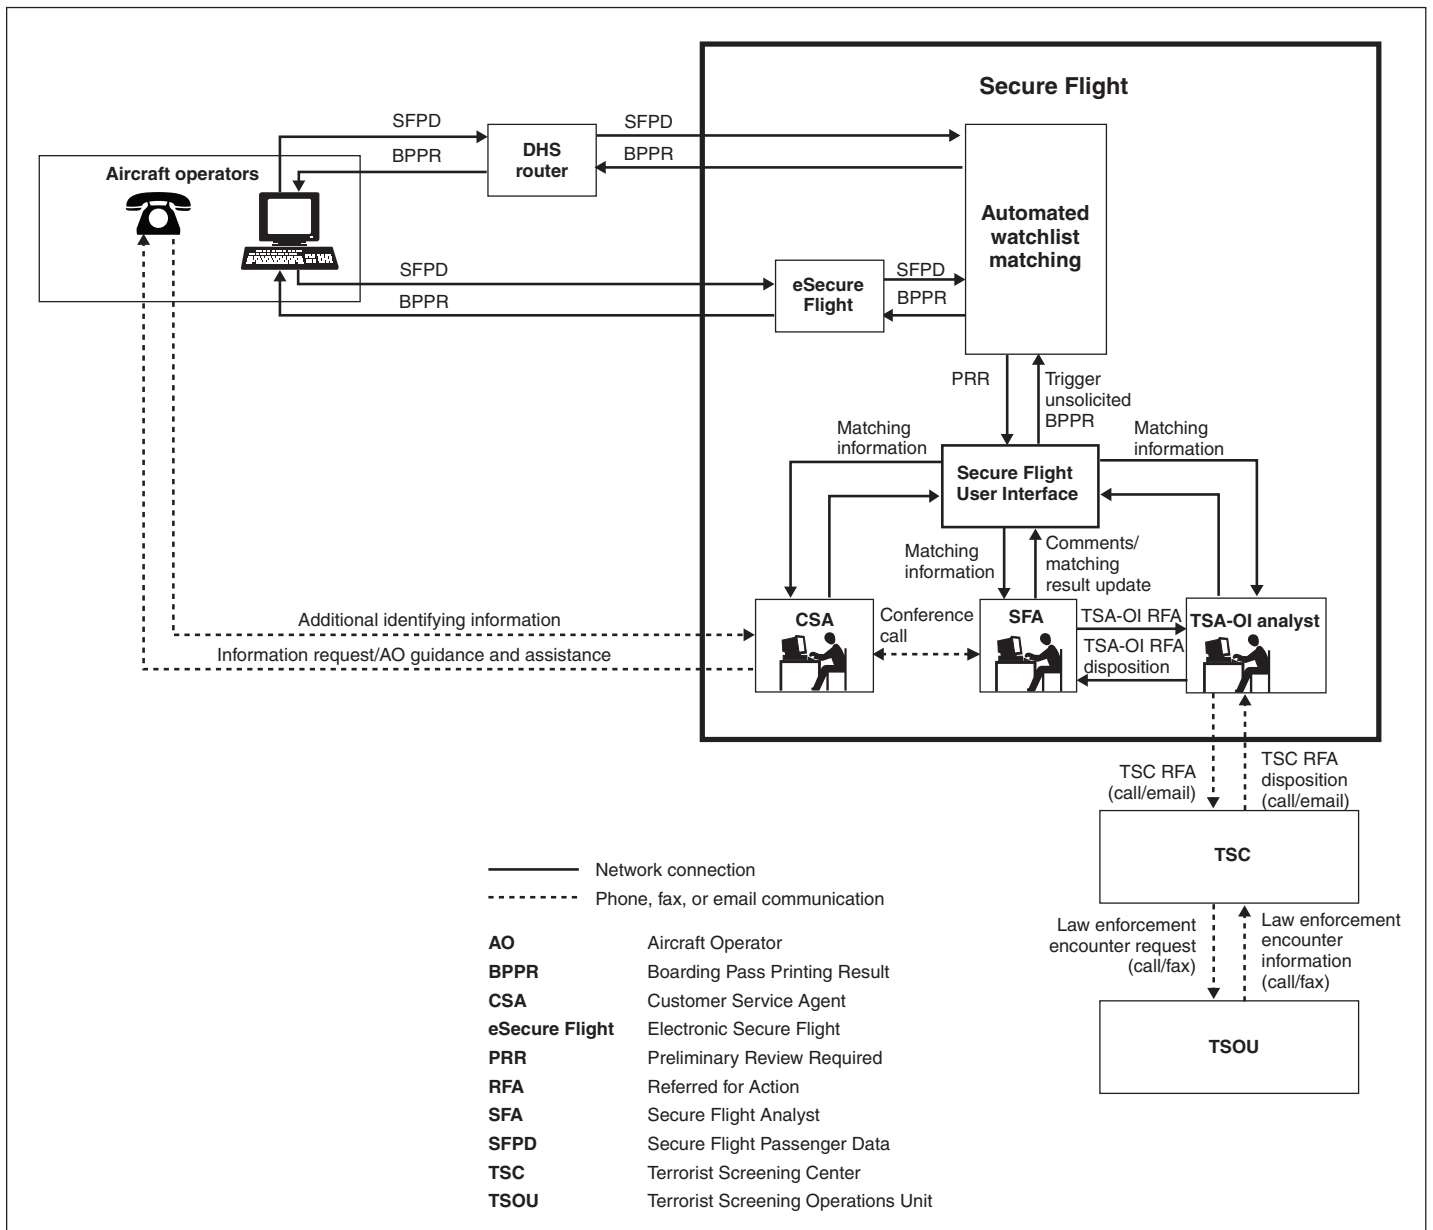 Secure Flight
SFPD
BPPR
DHS
router
SFPD
BPPR
Aircraft operators
Automated
watchlist
matching
SFPD
BPPR
eSecure
Flight
SFPD
BPPR
PRR
Trigger
unsolicited
BPPR
Matching
information
Matching
information
Secure Flight
User Interface
Matching
information
Comments/
matching
result update
Additional identifying information
Information request/AO guidance and assistance
CSA
Conference
call
SFA
TSA-OI RFA
TSA-OI RFA
disposition
TSA-OI analyst
TSC RFA
(call/email)
TSC RFA
disposition
(call/email)
TSC
Law enforcement
encounter request
(call/fax)
Law enforcement
encounter
information
(call/fax)
TSOU
Network connection
Phone, fax, or email communication
AO Aircraft Operator
BPPR Boarding Pass Printing Result
CSA Customer Service Agent
eSecure Flight Electronic Secure Flight
PRR Preliminary Review Required
RFA Referred for Action
SFA Secure Flight Analyst
SFPD Secure Flight Passenger Data
TSC Terrorist Screening Center
TSOU Terrorist Screening Operations Unit